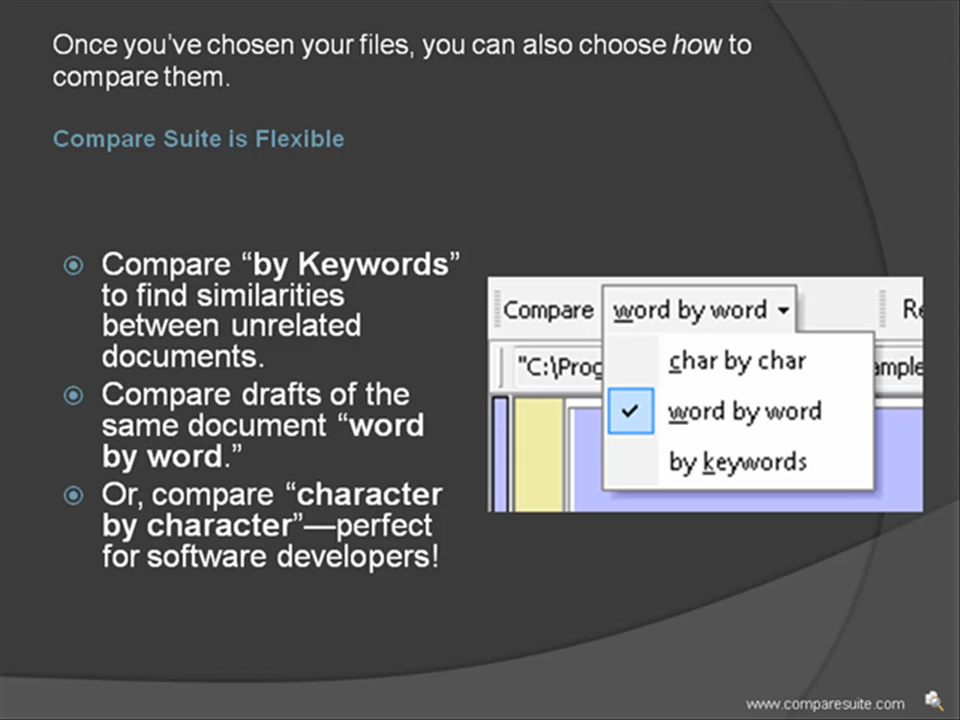 Once you’ve chosen your files, you can also choose how to
compare them.
Compare Suite is Flexible
Compare “by Keywords”
to find similarities
between unrelated
documents.
Compare drafts of the
same document “word
by word.”
Or, compare “character
by character”—perfect
for software developers!
Compare word by word Re
"C:\Prog ample
char by char
word by word
by keywords
www.comparesuite.com